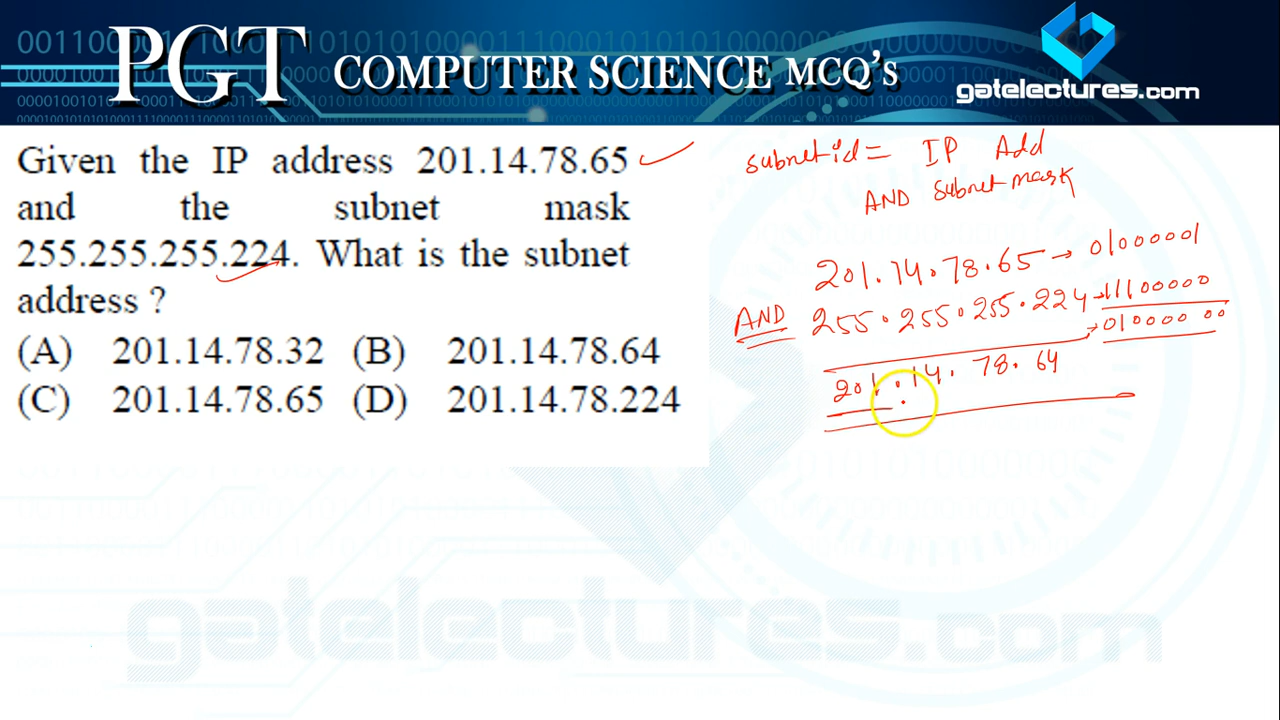 PGT COMPUTER SCIENCE MCQ's
gatelectures.com
Given the IP address 201.14.78.65
and the subnet mask
255.255.255.224. What is the subnet
address ?
(A) 201.14.78.32 (B) 201.14.78.64
(C) 201.14.78.65 (D) 201.14.78.224
subnet id = IP Add
AND subnet mask
201.14.78.65 → 01000001
AND 255.255.255.224 → 11100000
→ 01000000
201.14.78.64
gatelectures.com